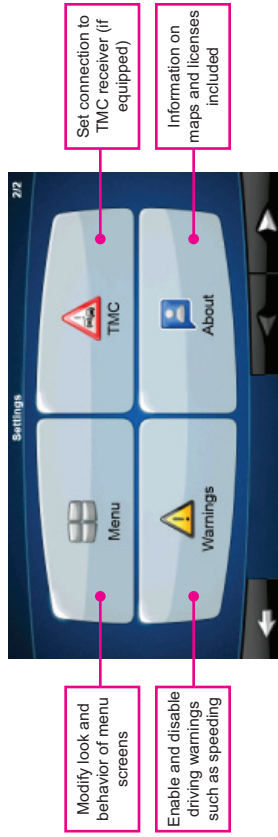 Settings
2/2
Menu
TMC
Warnings
About
Modify look and
behavior of menu
screens
Set connection to
TMC receiver (if
equipped)
Enable and disable
driving warnings
such as speeding
Information on
maps and licenses
included